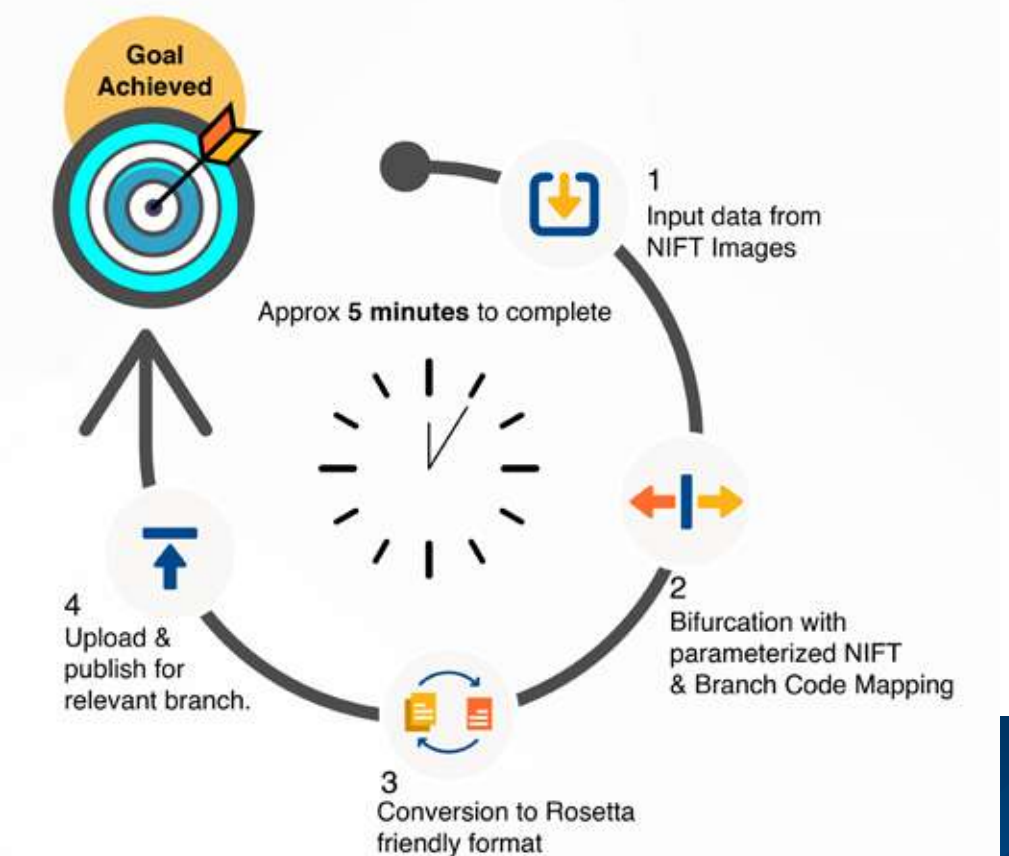 Goal
Achieved
1
Input data from
NIFT Images
Approx 5 minutes to complete
2
Bifurcation with
parameterized NIFT
& Branch Code Mapping
3
Conversion to Rosetta
friendly format
4
Upload &
publish for
relevant branch.